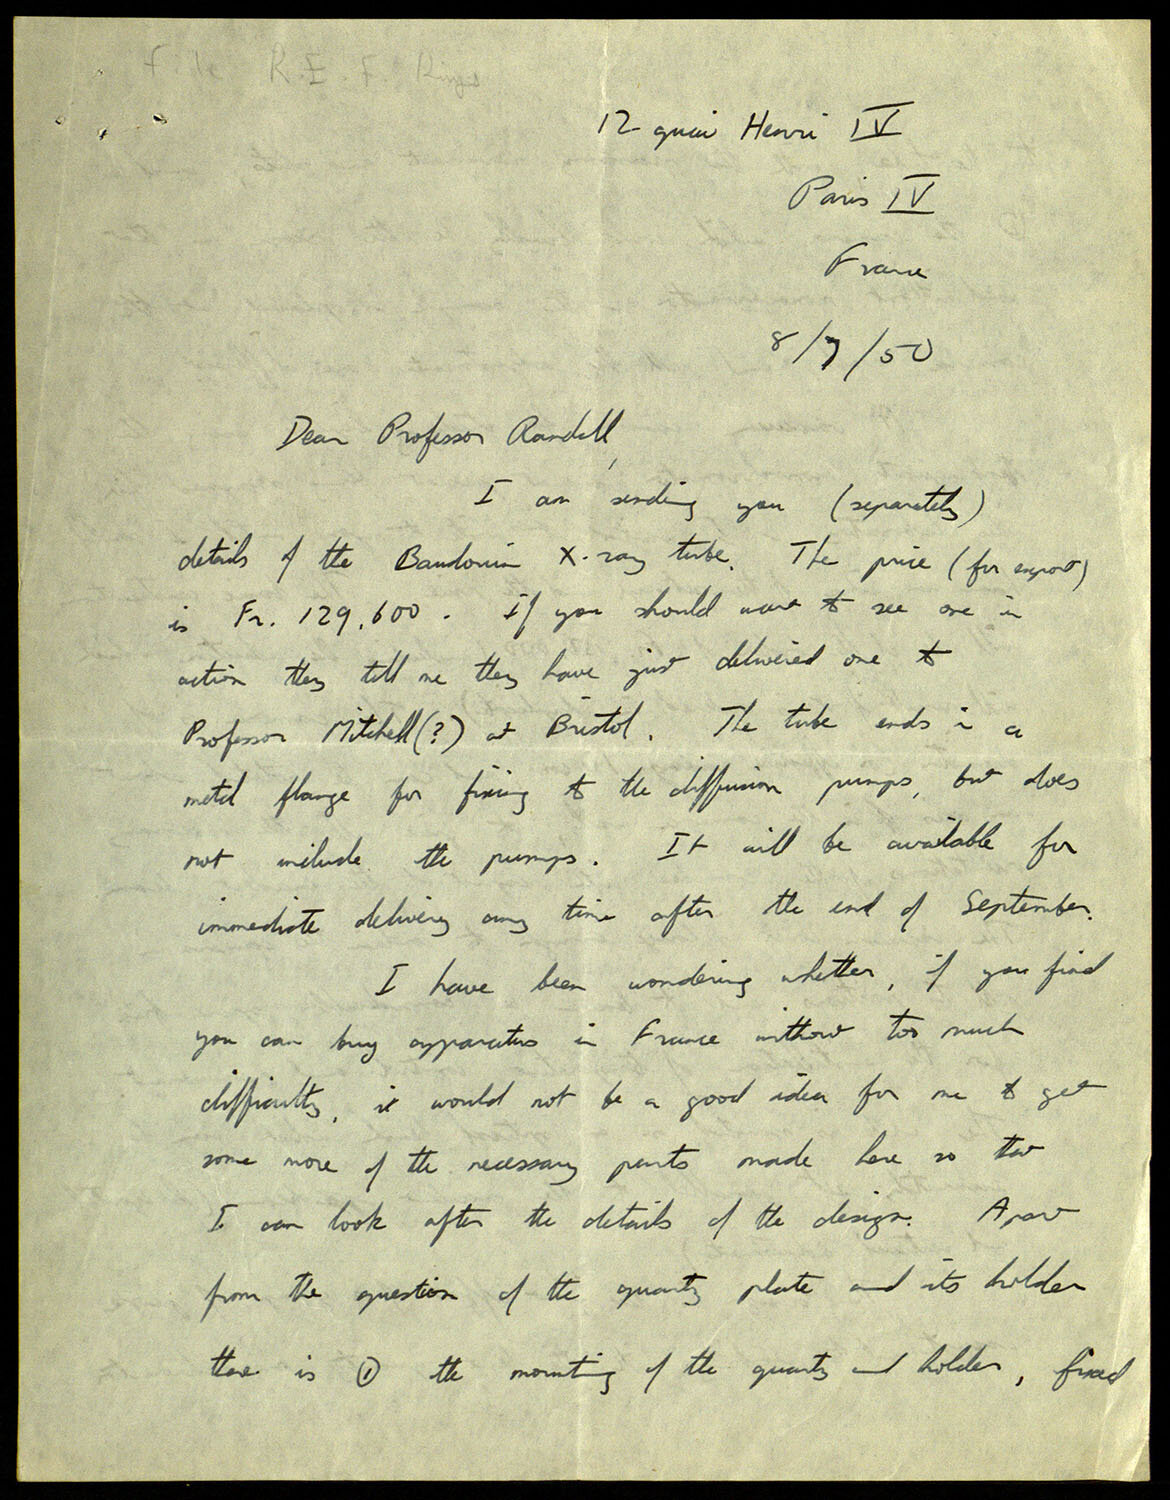 File R.E.F. Rings
12 quai Henri IV
Paris IV
France
8/7/50
Dear Professor Randall,
I am sending you (separately)
details of the Baudouin X-ray tube. The price (for export)
is Fr. 129,600. If you should want to see one in
action they tell me they have just delivered one to
Professor Mitchell(?) at Bristol. The tube ends in a
metal flange for fixing to the diffusion pumps, but does
not include the pumps. It will be available for
immediate delivery any time after the end of September.
I have been wondering whether, if you find
you can buy apparatus in France without too much
difficulty, it would not be a good idea for me to get
some more of the necessary parts made here so that
I can look after the details of the design. Apart
from the question of the quartz plate and its holder
there is ① the mounting of the quartz and holder, fixed